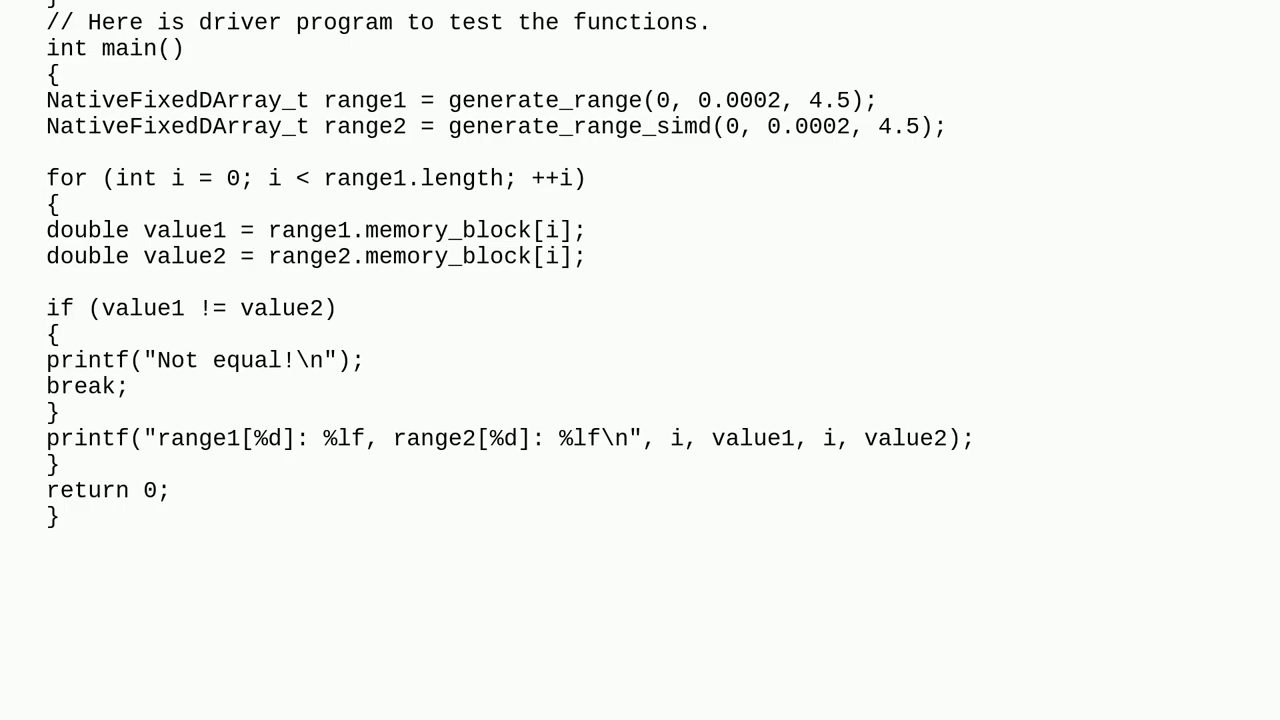 }
// Here is driver program to test the functions.
int main()
{
NativeFixedDArray_t range1 = generate_range(0, 0.0002, 4.5);
NativeFixedDArray_t range2 = generate_range_simd(0, 0.0002, 4.5);
for (int i = 0; i < range1.length; ++i)
{
double value1 = range1.memory_block[i];
double value2 = range2.memory_block[i];
if (value1 != value2)
{
printf("Not equal!\n");
break;
}
printf("range1[%d]: %lf, range2[%d]: %lf\n", i, value1, i, value2);
}
return 0;
}